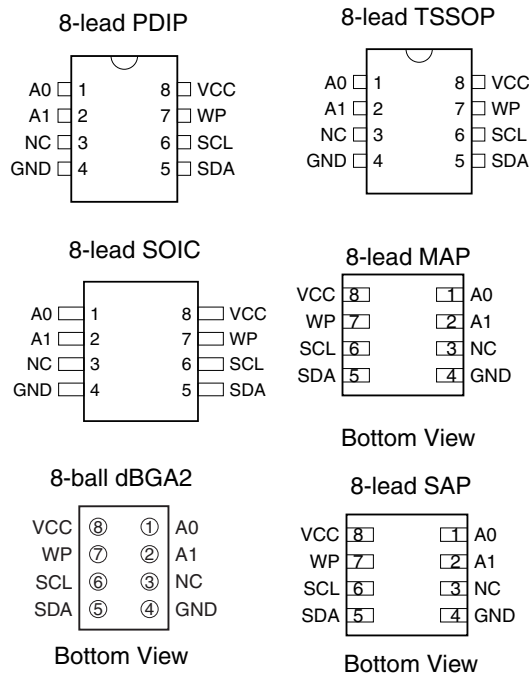 8-lead PDIP
A0 1 8 VCC
A1 2 7 WP
NC 3 6 SCL
GND 4 5 SDA
8-lead TSSOP
A0 1 8 VCC
A1 2 7 WP
NC 3 6 SCL
GND 4 5 SDA
8-lead SOIC
A0 1 8 VCC
A1 2 7 WP
NC 3 6 SCL
GND 4 5 SDA
8-lead MAP
VCC 8 1 A0
WP 7 2 A1
SCL 6 3 NC
SDA 5 4 GND
Bottom View
8-ball dBGA2
VCC 8 1 A0
WP 7 2 A1
SCL 6 3 NC
SDA 5 4 GND
Bottom View
8-lead SAP
VCC 8 1 A0
WP 7 2 A1
SCL 6 3 NC
SDA 5 4 GND
Bottom View